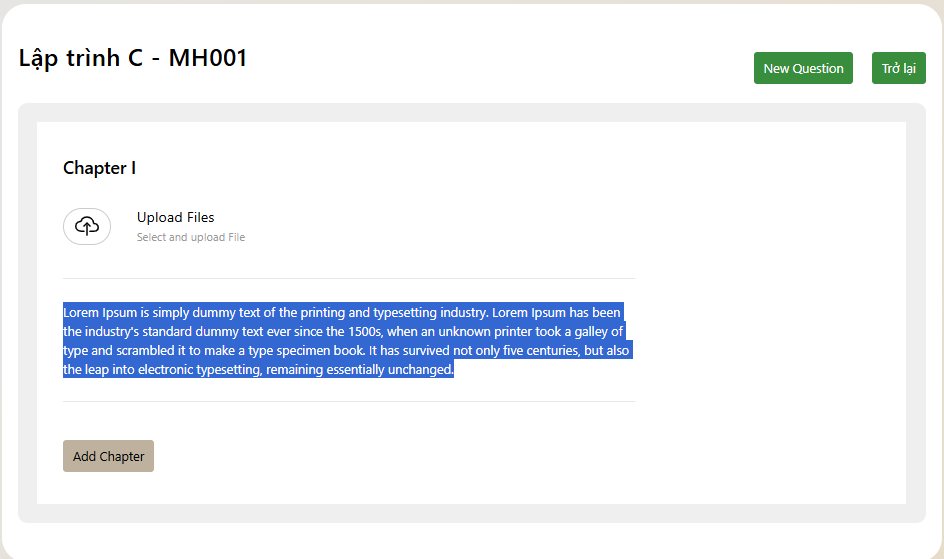 Lập trình C - MH001
New Question
Trở lại
Chapter I
Upload Files
Select and upload File
Lorem Ipsum is simply dummy text of the printing and typesetting industry. Lorem Ipsum has been
the industry's standard dummy text ever since the 1500s, when an unknown printer took a galley of
type and scrambled it to make a type specimen book. It has survived not only five centuries, but also
the leap into electronic typesetting, remaining essentially unchanged.
Add Chapter